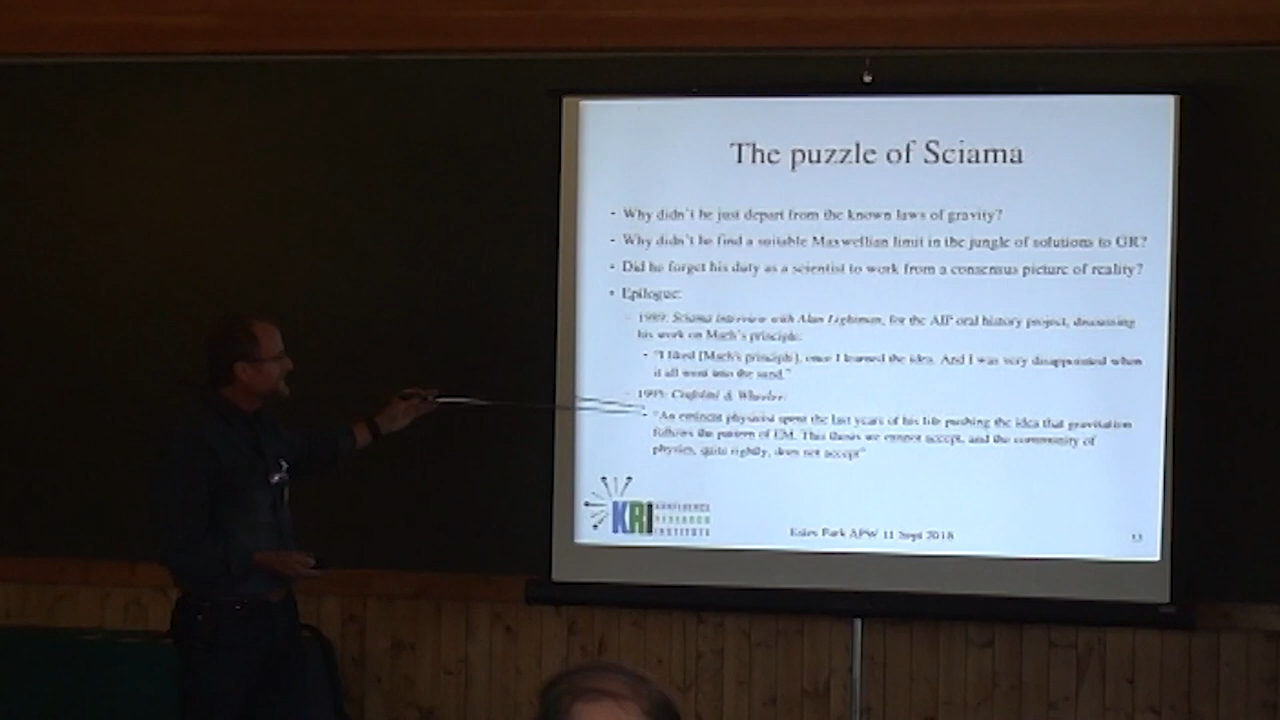 The puzzle of Sciama
- Why didn't he just depart from the known laws of gravity?
- Why didn't he find a suitable Maxwellian limit in the jungle of solutions to GR?
- Did he forget his duty as a scientist to work from a consensus picture of reality?
• Epilogue:
– 1989: Sciama interview with Alan Lightman, for the AIP oral history project, discussing
his work on Mach's principle:
• "I liked [Mach's principle], once I learned the idea. And I was very disappointed when
it all went into the sand."
– 1995: Ciufolini & Wheeler:
• "An eminent physicist spent the last years of his life pushing the idea that gravitation
follows the pattern of EM. This thesis we cannot accept, and the community of
physics, quite rightly, does not accept"
KRI
KONFERENCE
RESEARCH
INSTITUTE
Estes Park APW 11 Sept 2018
13